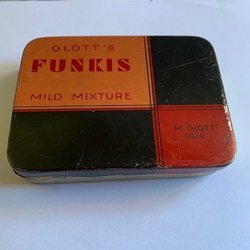 GLOTT'S
FUNKIS
MILD MIXTURE
M. GLOTT
OSLO